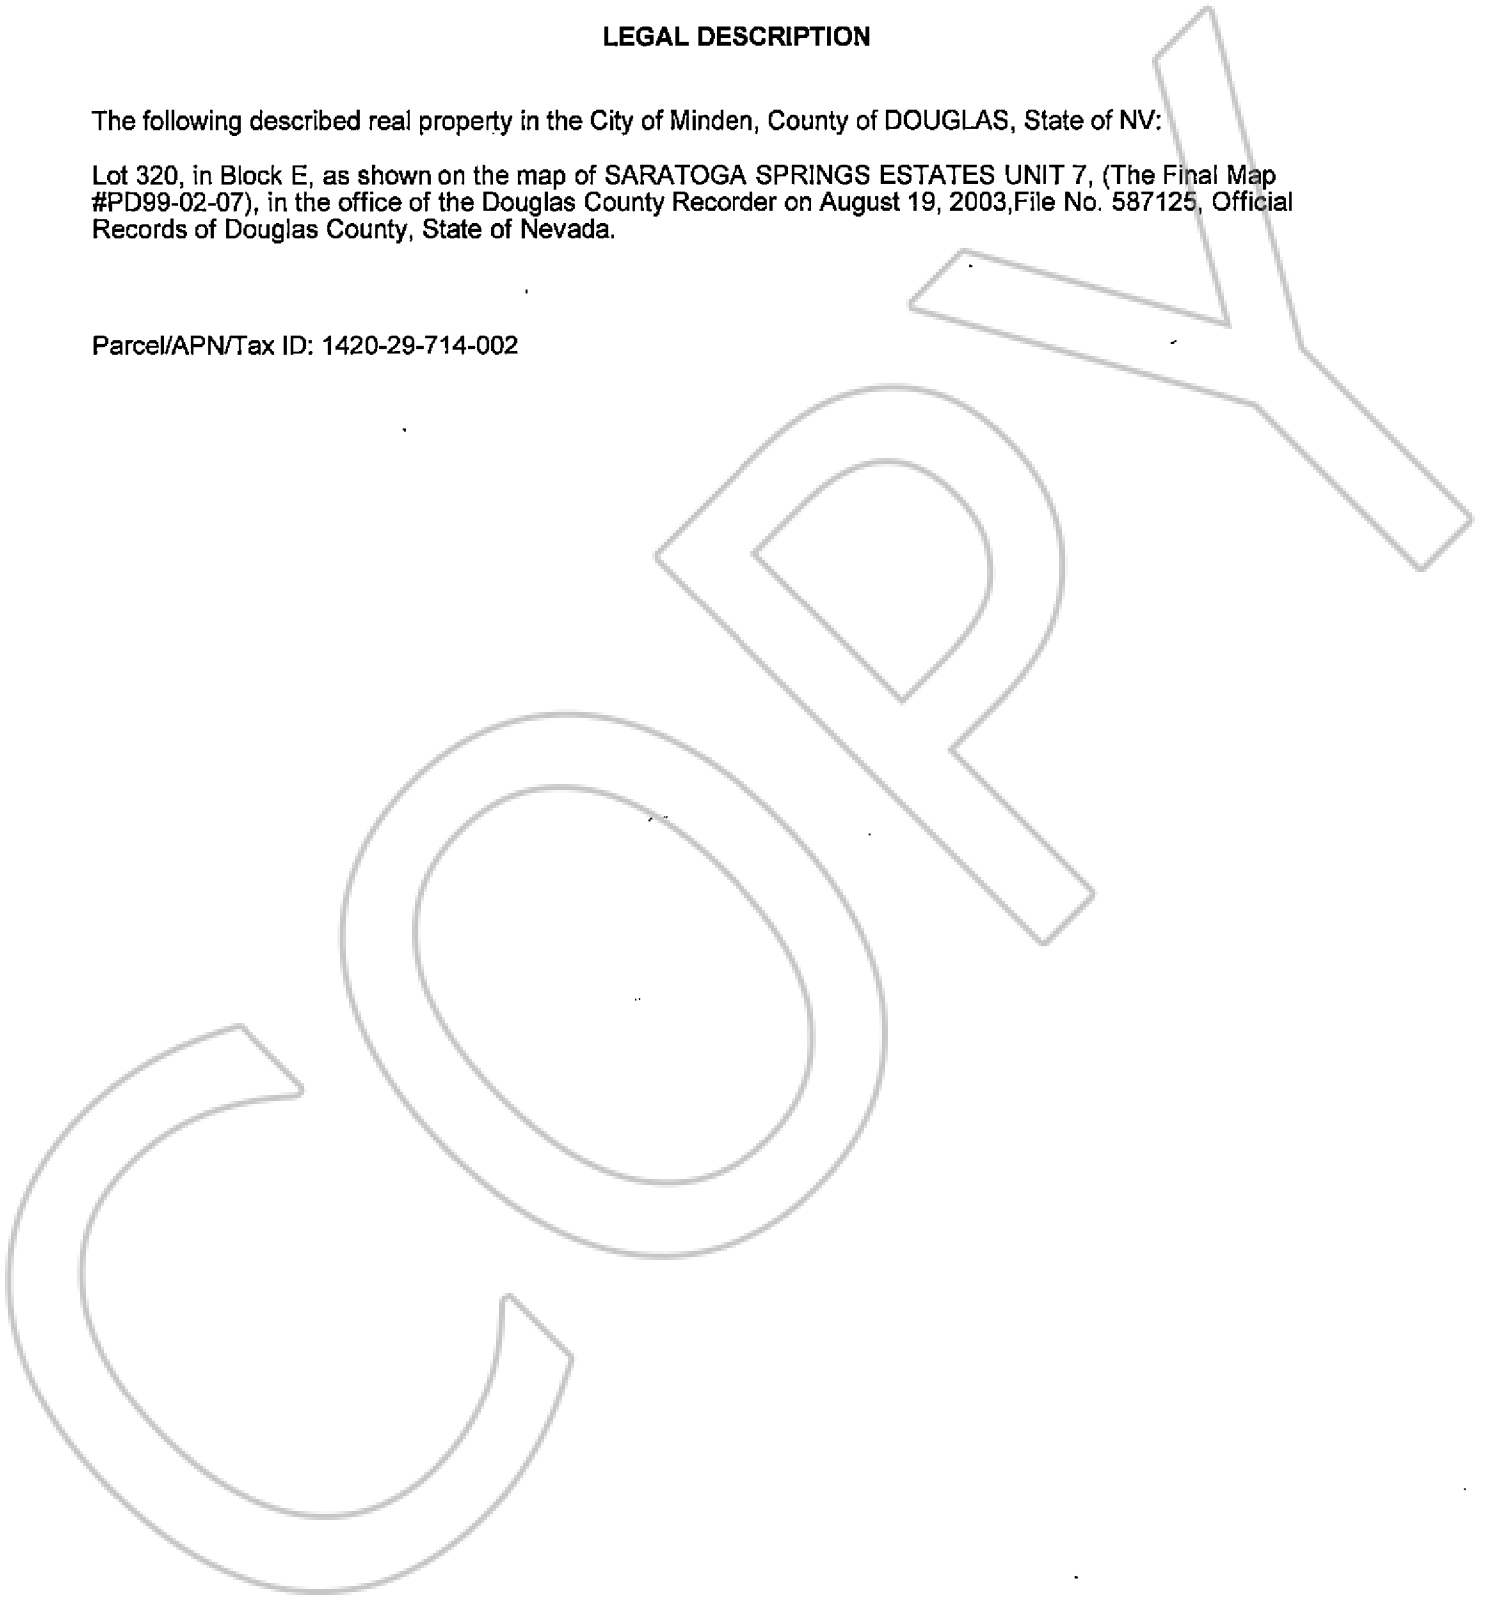 LEGAL DESCRIPTION
The following described real property in the City of Minden, County of DOUGLAS, State of NV:
Lot 320, in Block E, as shown on the map of SARATOGA SPRINGS ESTATES UNIT 7, (The Final Map
#PD99-02-07), in the office of the Douglas County Recorder on August 19, 2003,File No. 587125, Official
Records of Douglas County, State of Nevada.
Parcel/APN/Tax ID: 1420-29-714-002
COPY